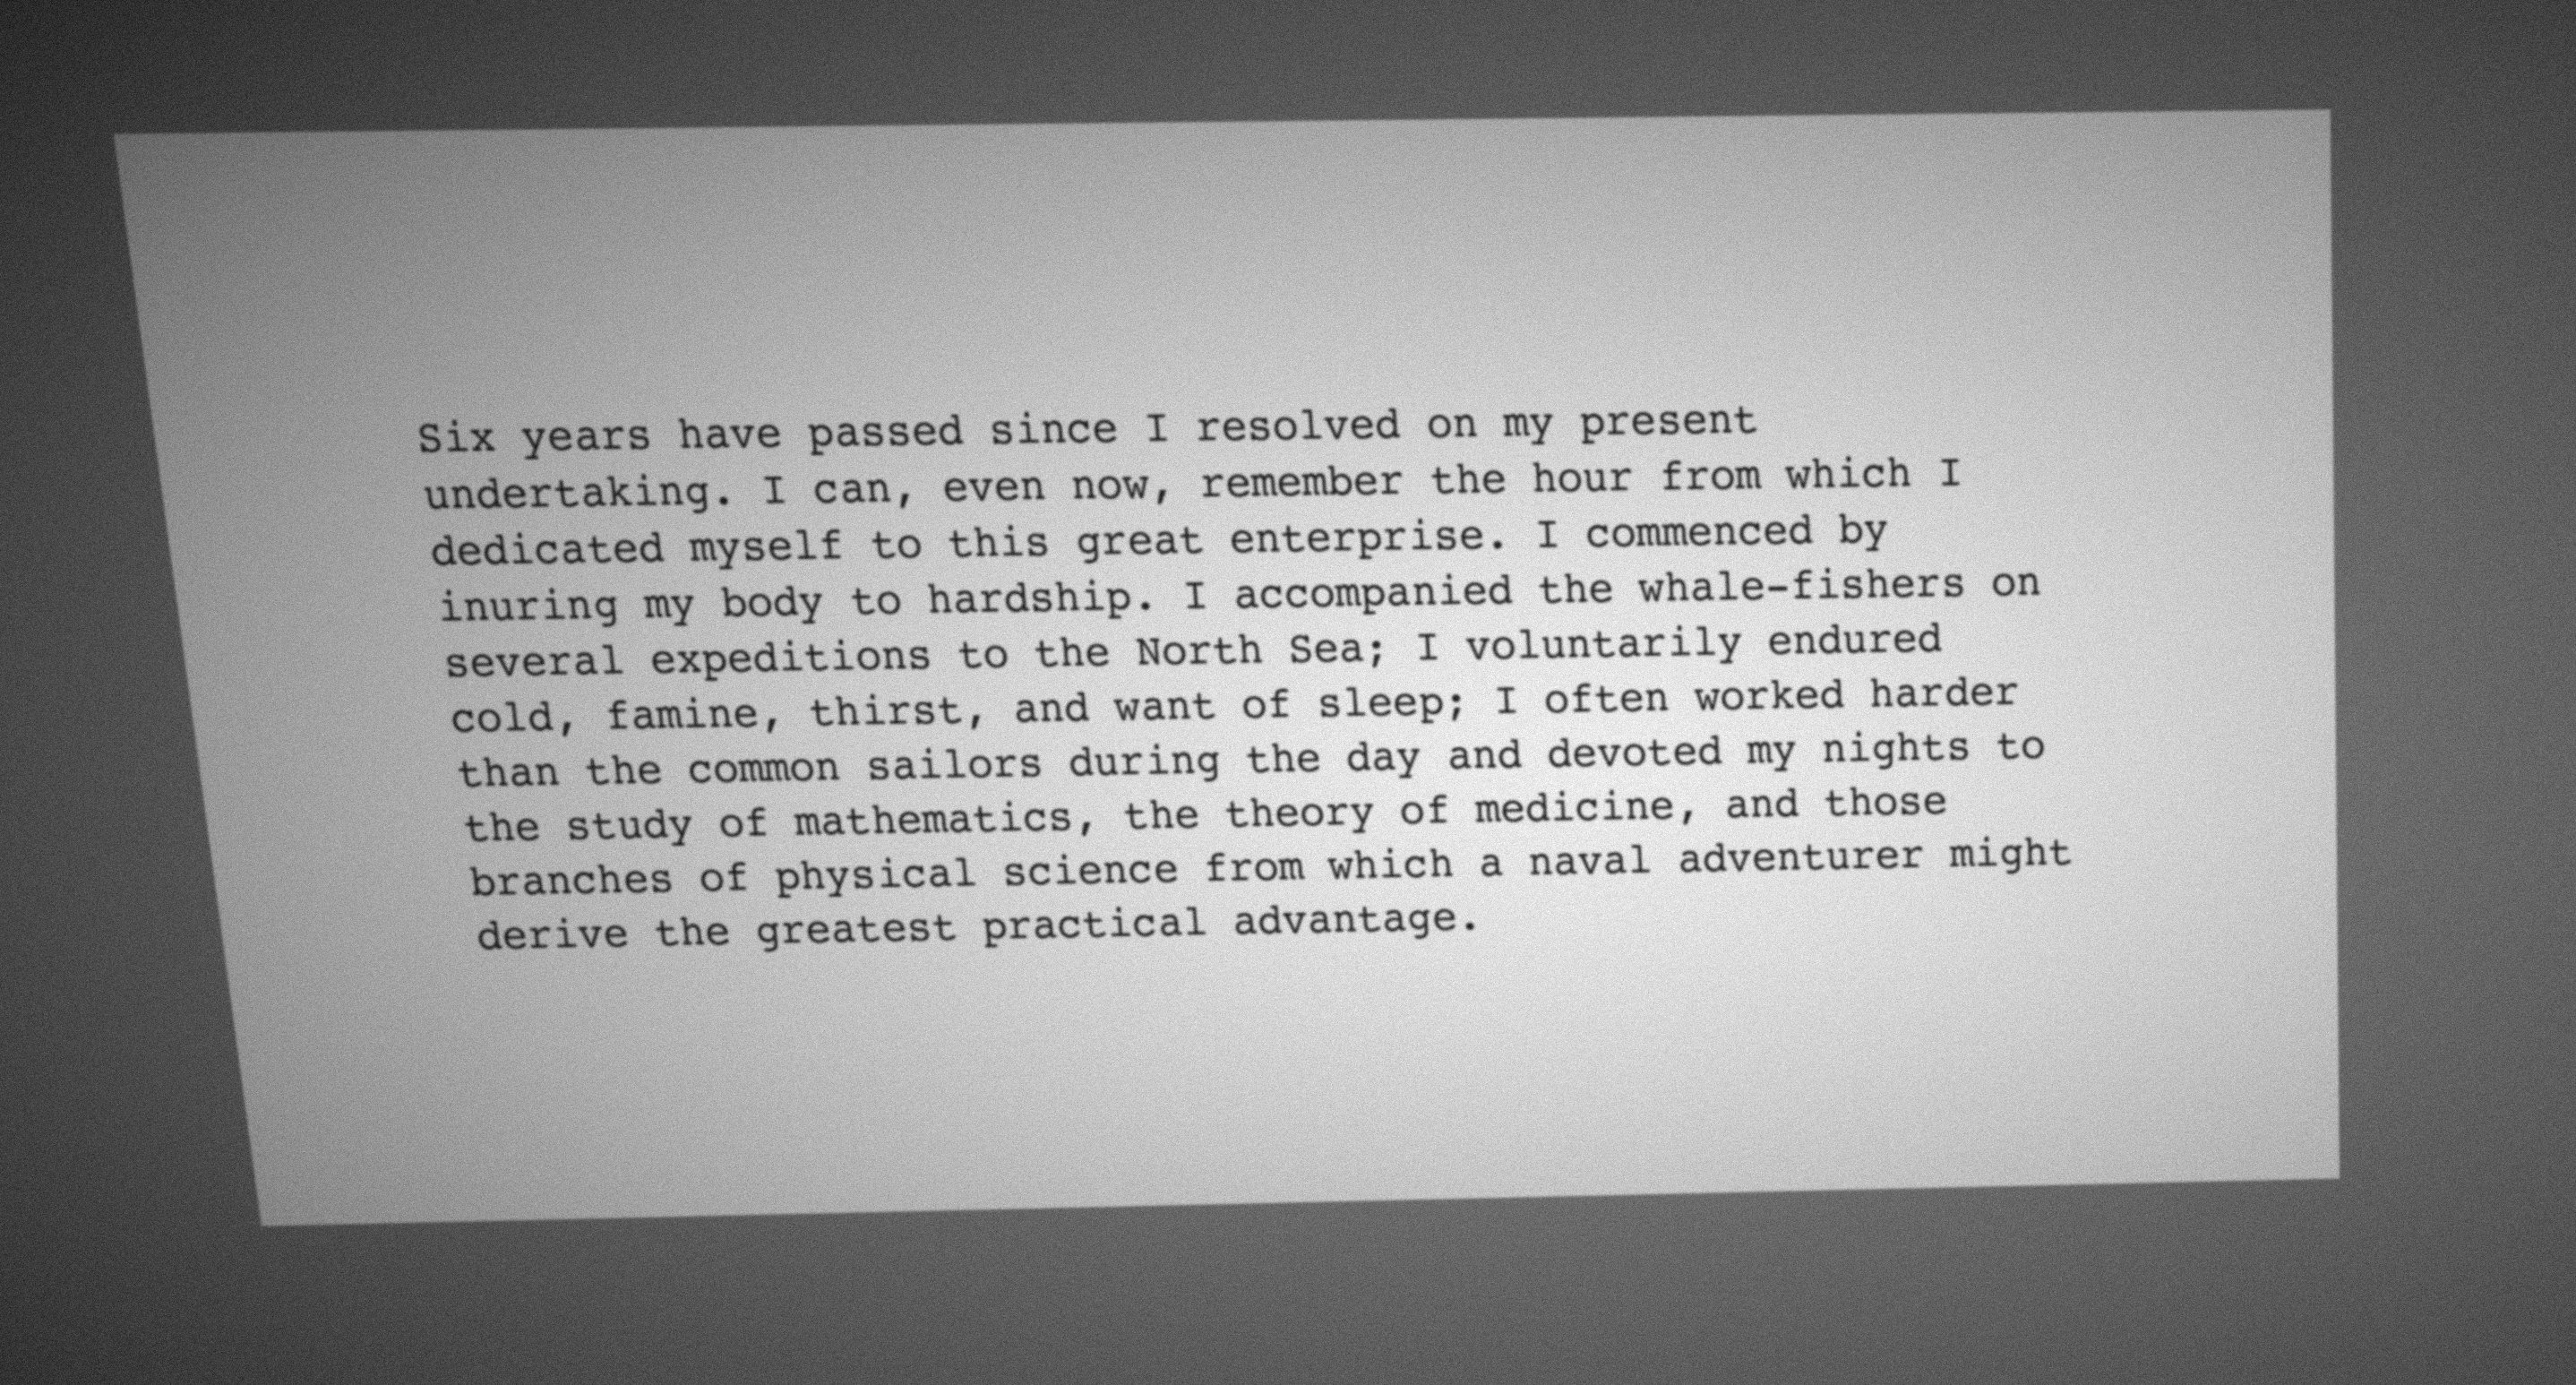 Six years have passed since I resolved on my present
undertaking. I can, even now, remember the hour from which I
dedicated myself to this great enterprise. I commenced by
inuring my body to hardship. I accompanied the whale-fishers on
several expeditions to the North Sea; I voluntarily endured
cold, famine, thirst, and want of sleep; I often worked harder
than the common sailors during the day and devoted my nights to
the study of mathematics, the theory of medicine, and those
branches of physical science from which a naval adventurer might
derive the greatest practical advantage.